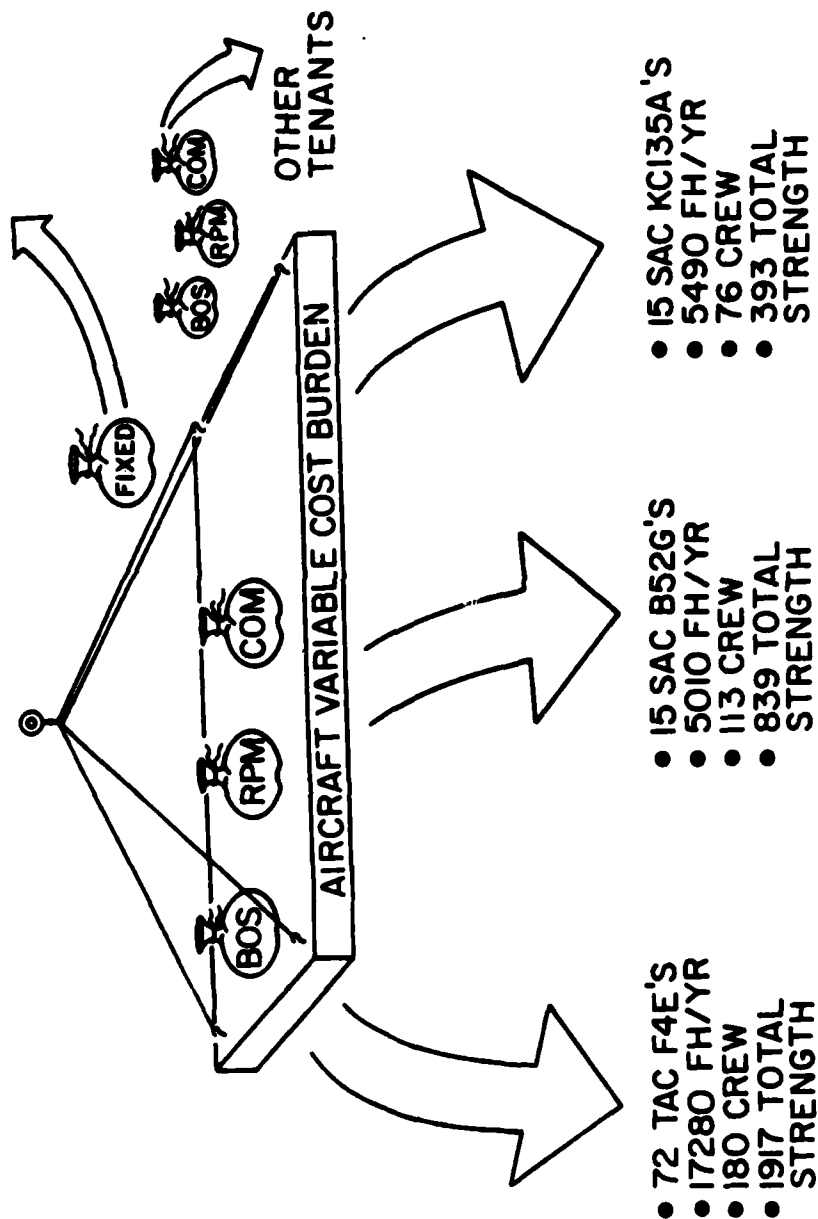 FIXED
BOS
RPM
COM
OTHER
TENANTS
BOS
RPM
COM
AIRCRAFT VARIABLE COST BURDEN
• 72 TAC F4E'S
• 17280 FH/YR
• 180 CREW
• 1917 TOTAL
STRENGTH
• 15 SAC B52G'S
• 5010 FH/YR
• 113 CREW
• 839 TOTAL
STRENGTH
• 15 SAC KC135A'S
• 5490 FH/YR
• 76 CREW
• 393 TOTAL
STRENGTH